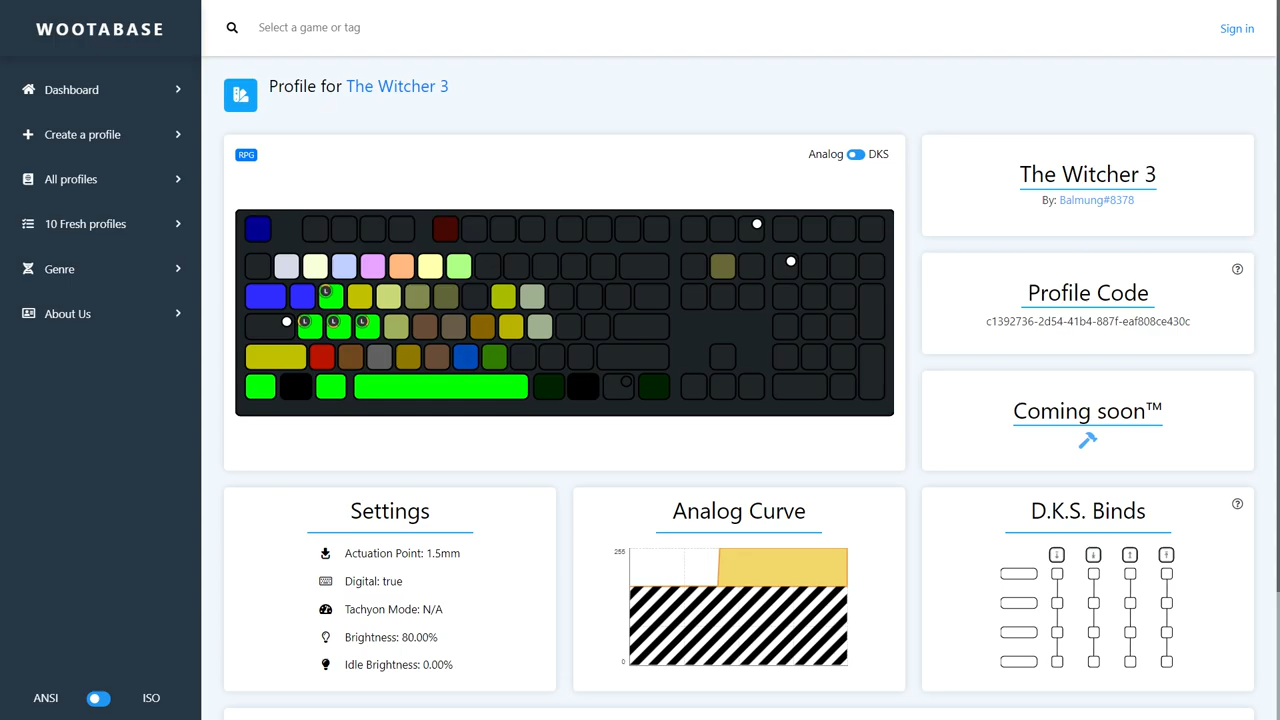 WOOTABASE
Select a game or tag
Sign in
Dashboard
Create a profile
All profiles
10 Fresh profiles
Genre
About Us
ANSI
ISO
Profile for The Witcher 3
RPG
Analog
DKS
L
L
L
L
The Witcher 3
By: Balmung#8378
Profile Code
c1392736-2d54-41b4-887f-eaf808ce430c
Coming soon™
Settings
Actuation Point: 1.5mm
Digital: true
Tachyon Mode: N/A
Brightness: 80.00%
Idle Brightness: 0.00%
Analog Curve
255
0
D.K.S. Binds